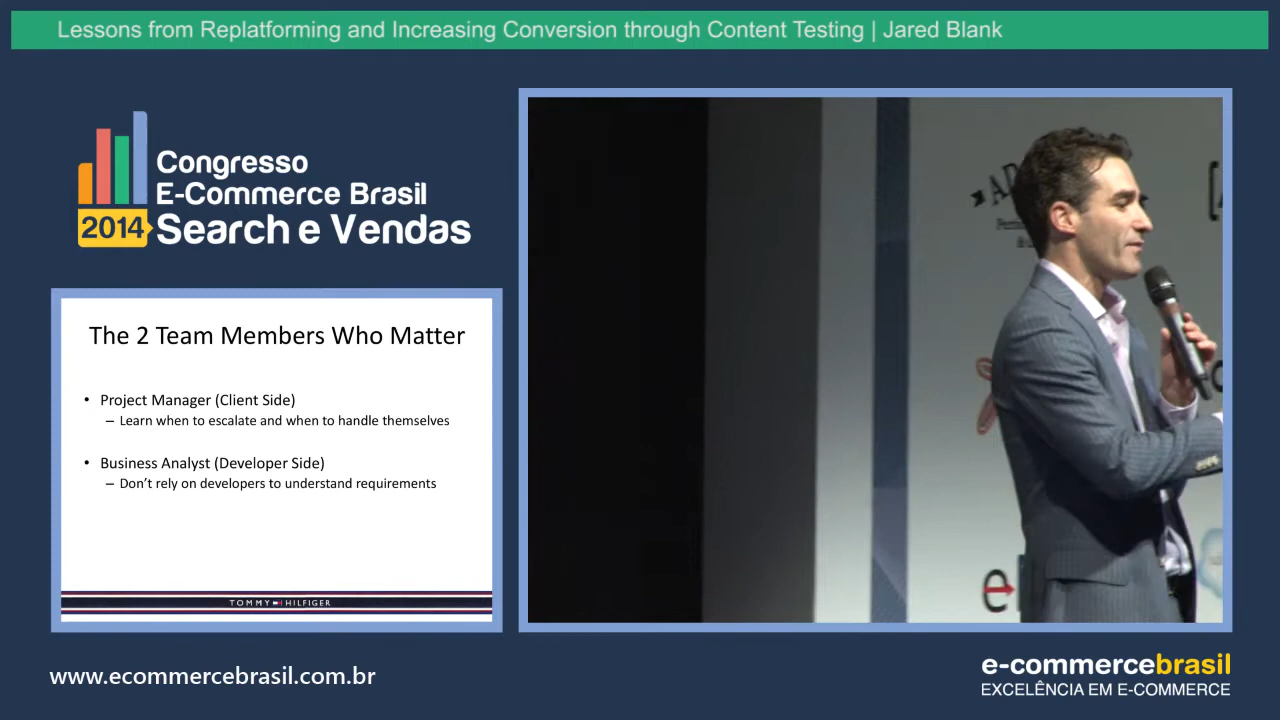 Lessons from Replatforming and Increasing Conversion through Content Testing | Jared Blank
Congresso
E-Commerce Brasil
2014 Search e Vendas
The 2 Team Members Who Matter
• Project Manager (Client Side)
– Learn when to escalate and when to handle themselves
• Business Analyst (Developer Side)
– Don't rely on developers to understand requirements
TOMMY HILFIGER
www.ecommercebrasil.com.br
e-commercebrasil
EXCELÊNCIA EM E-COMMERCE